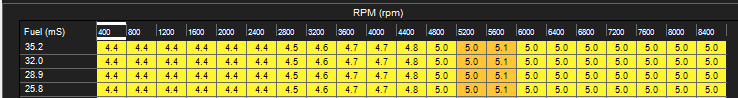 RPM (rpm)
Fuel (mS) 400 800 1200 1600 2000 2400 2800 3200 3600 4000 4400 4800 5200 5600 6000 6400 6800 7200 7600 8000 8400
35.2 4.4 4.4 4.4 4.4 4.4 4.4 4.5 4.6 4.7 4.7 4.8 5.0 5.0 5.1 5.0 5.0 5.0 5.0 5.0 5.0 5.0
32.0 4.4 4.4 4.4 4.4 4.4 4.4 4.5 4.6 4.7 4.7 4.8 5.0 5.0 5.1 5.0 5.0 5.0 5.0 5.0 5.0 5.0
28.9 4.4 4.4 4.4 4.4 4.4 4.4 4.5 4.6 4.7 4.7 4.8 5.0 5.0 5.1 5.0 5.0 5.0 5.0 5.0 5.0 5.0
25.8 4.4 4.4 4.4 4.4 4.4 4.4 4.5 4.6 4.7 4.7 4.8 5.0 5.0 5.1 5.0 5.0 5.0 5.0 5.0 5.0 5.0